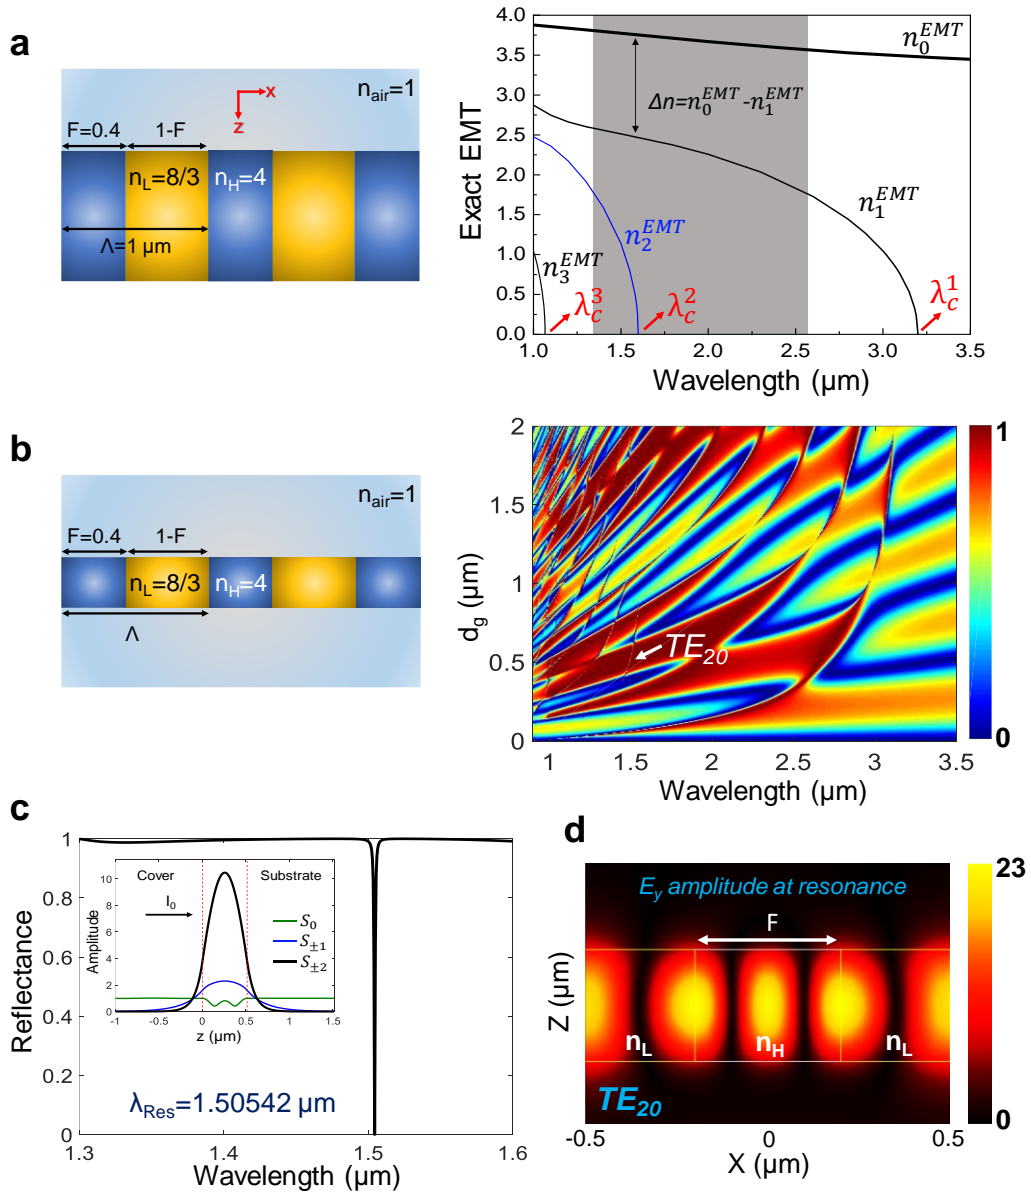 a
n_air=1
x
z
F=0.4
1-F
n_L=8/3
n_H=4
Λ=1 µm
Exact EMT
4.0
3.5
3.0
2.5
2.0
1.5
1.0
0.5
0.0
n_0^EMT
Δn=n_0^EMT-n_1^EMT
n_1^EMT
n_2^EMT
n_3^EMT
λ_c^3
λ_c^2
λ_c^1
1.0 1.5 2.0 2.5 3.0 3.5
Wavelength (µm)
b
n_air=1
F=0.4
1-F
n_L=8/3
n_H=4
Λ
d_g (µm)
2
1.5
1
0.5
0
TE_20
1 1.5 2 2.5 3 3.5
Wavelength (µm)
1
0
c
Reflectance
1
0.8
0.6
0.4
0.2
0
Cover
Substrate
I_0
S_0
S_±1
S_±2
Amplitude
10
8
6
4
2
0
-1 -0.5 0 0.5 1 1.5
z (µm)
λ_Res=1.50542 µm
1.3 1.4 1.5 1.6
Wavelength (µm)
d
E_y amplitude at resonance
F
Z (µm)
n_L
n_H
n_L
TE_20
-0.5 0 0.5
X (µm)
23
0